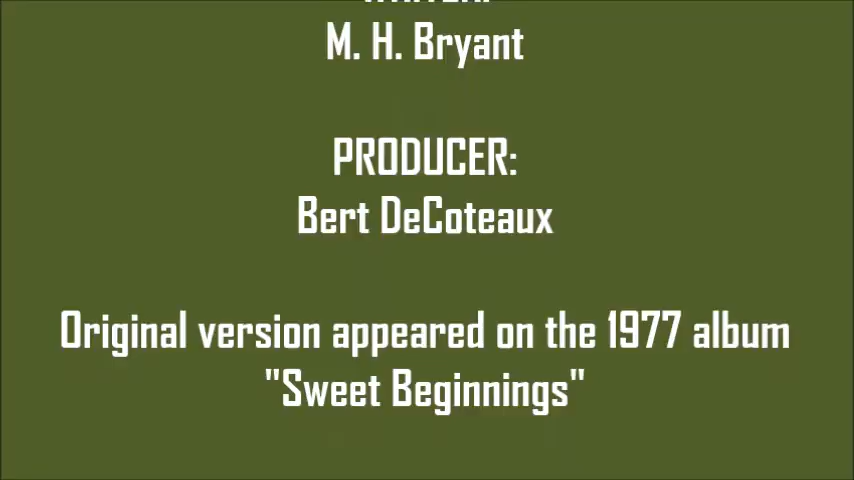 M. H. Bryant
PRODUCER:
Bert DeCoteaux
Original version appeared on the 1977 album
"Sweet Beginnings"